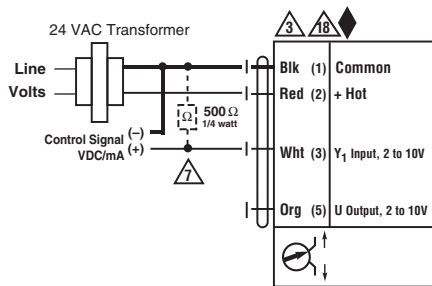 24 VAC Transformer
3 18
Line
Volts
Blk (1) Common
Red (2) + Hot
Ω 500 Ω
1/4 watt
Control Signal (–)
VDC/mA (+)
7
Wht (3) Y1 Input, 2 to 10V
Org (5) U Output, 2 to 10V